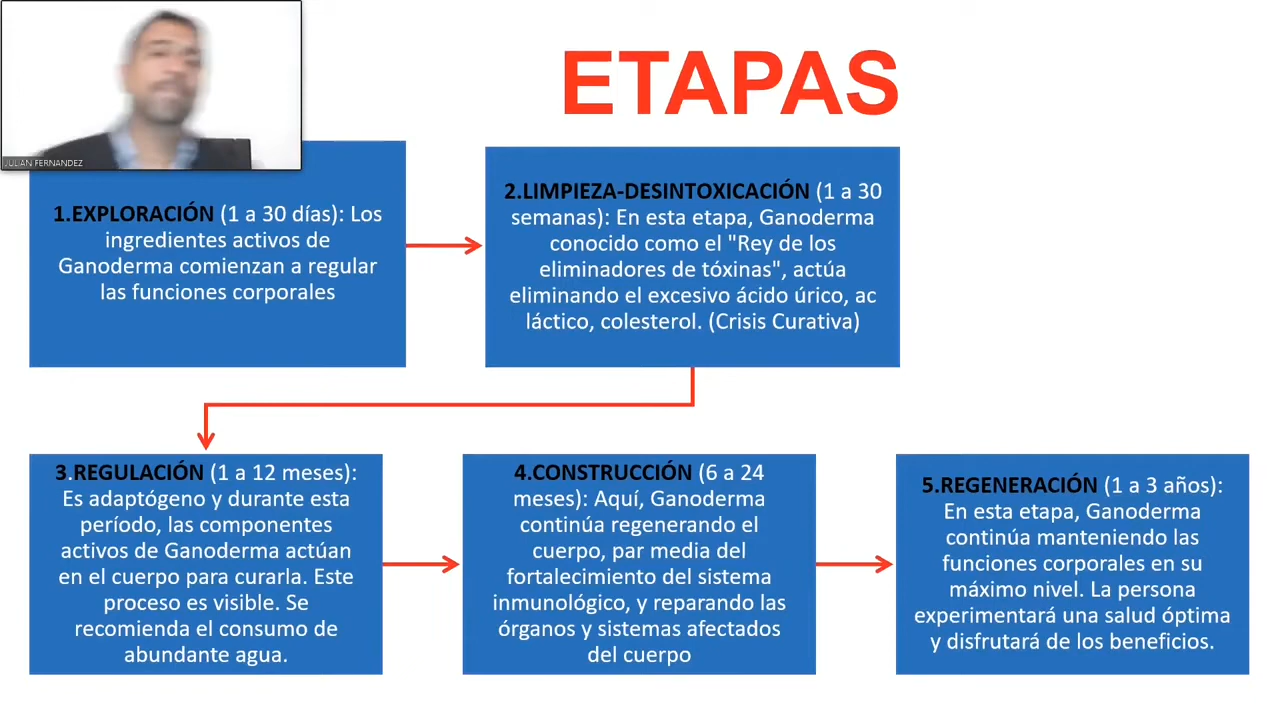 JULIAN FERNANDEZ
ETAPAS
1.EXPLORACIÓN (1 a 30 días): Los
ingredientes activos de
Ganoderma comienzan a regular
las funciones corporales
2.LIMPIEZA-DESINTOXICACIÓN (1 a 30
semanas): En esta etapa, Ganoderma
conocido como el "Rey de los
eliminadores de tóxinas", actúa
eliminando el excesivo ácido úrico, ac
láctico, colesterol. (Crisis Curativa)
3.REGULACIÓN (1 a 12 meses):
Es adaptógeno y durante esta
período, las componentes
activos de Ganoderma actúan
en el cuerpo para curarla. Este
proceso es visible. Se
recomienda el consumo de
abundante agua.
4.CONSTRUCCIÓN (6 a 24
meses): Aquí, Ganoderma
continúa regenerando el
cuerpo, par media del
fortalecimiento del sistema
inmunológico, y reparando las
órganos y sistemas afectados
del cuerpo
5.REGENERACIÓN (1 a 3 años):
En esta etapa, Ganoderma
continúa manteniendo las
funciones corporales en su
máximo nivel. La persona
experimentará una salud óptima
y disfrutará de los beneficios.